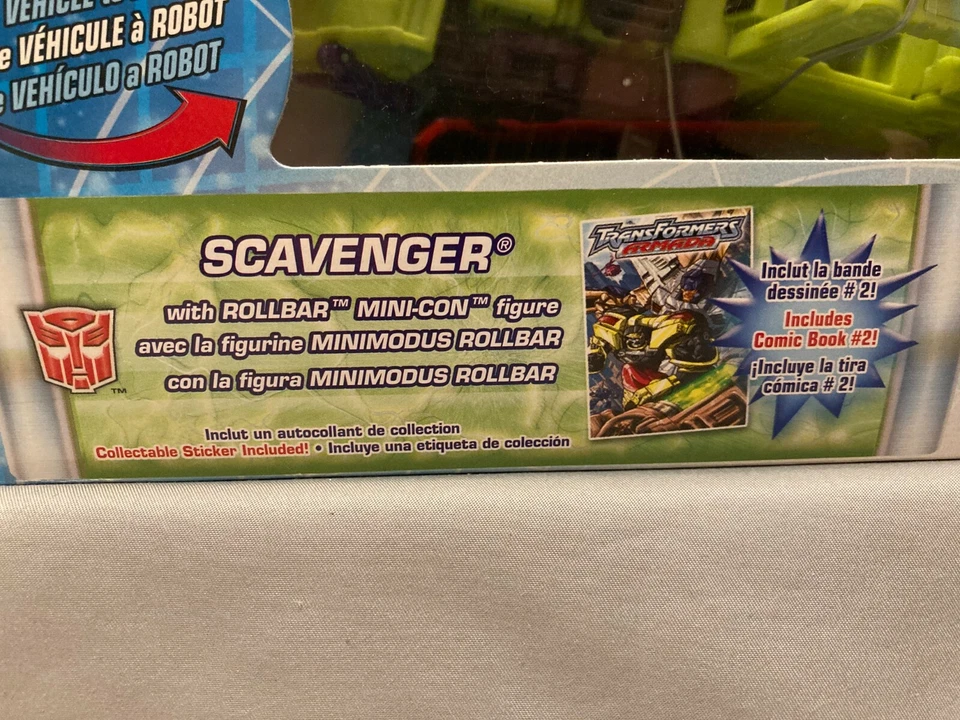 VEHICLE to
VÉHICULE à ROBOT
VEHÍCULO a ROBOT
SCAVENGER®
with ROLLBAR™ MINI-CON™ figure
avec la figurine MINIMODUS ROLLBAR
con la figura MINIMODUS ROLLBAR
™
Inclut un autocollant de collection
Collectable Sticker Included! • Incluye una etiqueta de colección
TRANSFORMERS
ARMADA
Inclut la bande
dessinée # 2!
Includes
Comic Book #2!
¡Incluye la tira
cómica # 2!